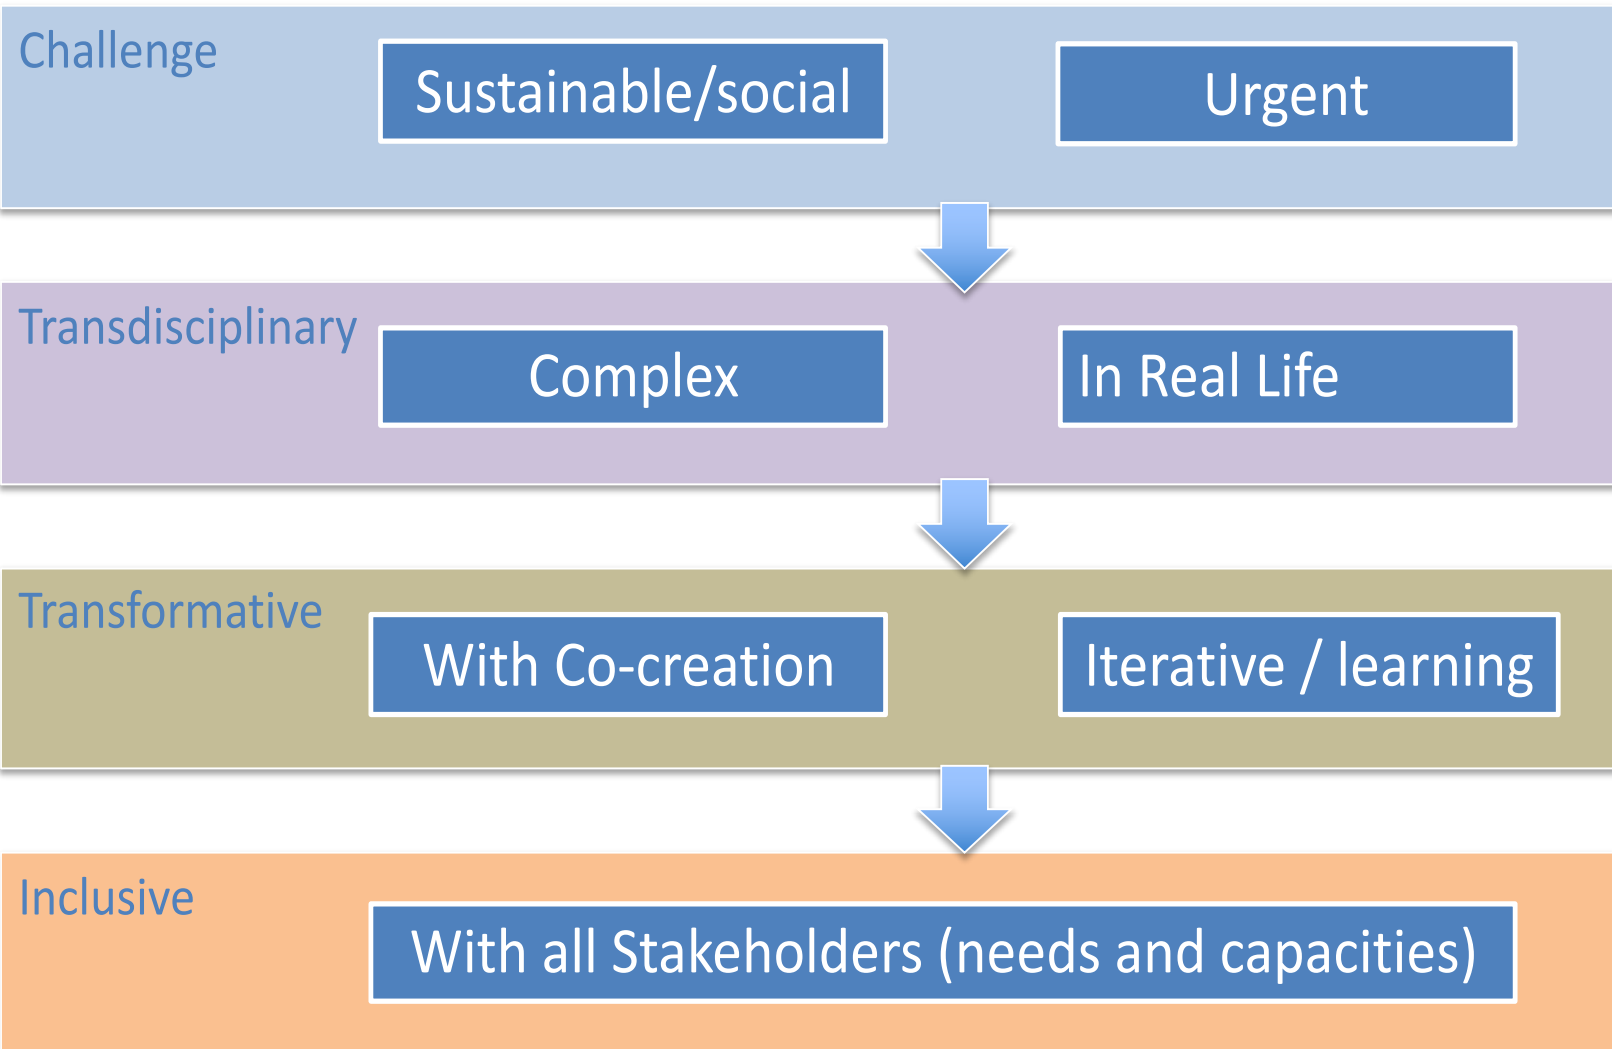 Challenge
Sustainable/social
Urgent
Transdisciplinary
Complex
In Real Life
Transformative
With Co-creation
Iterative / learning
Inclusive
With all Stakeholders (needs and capacities)